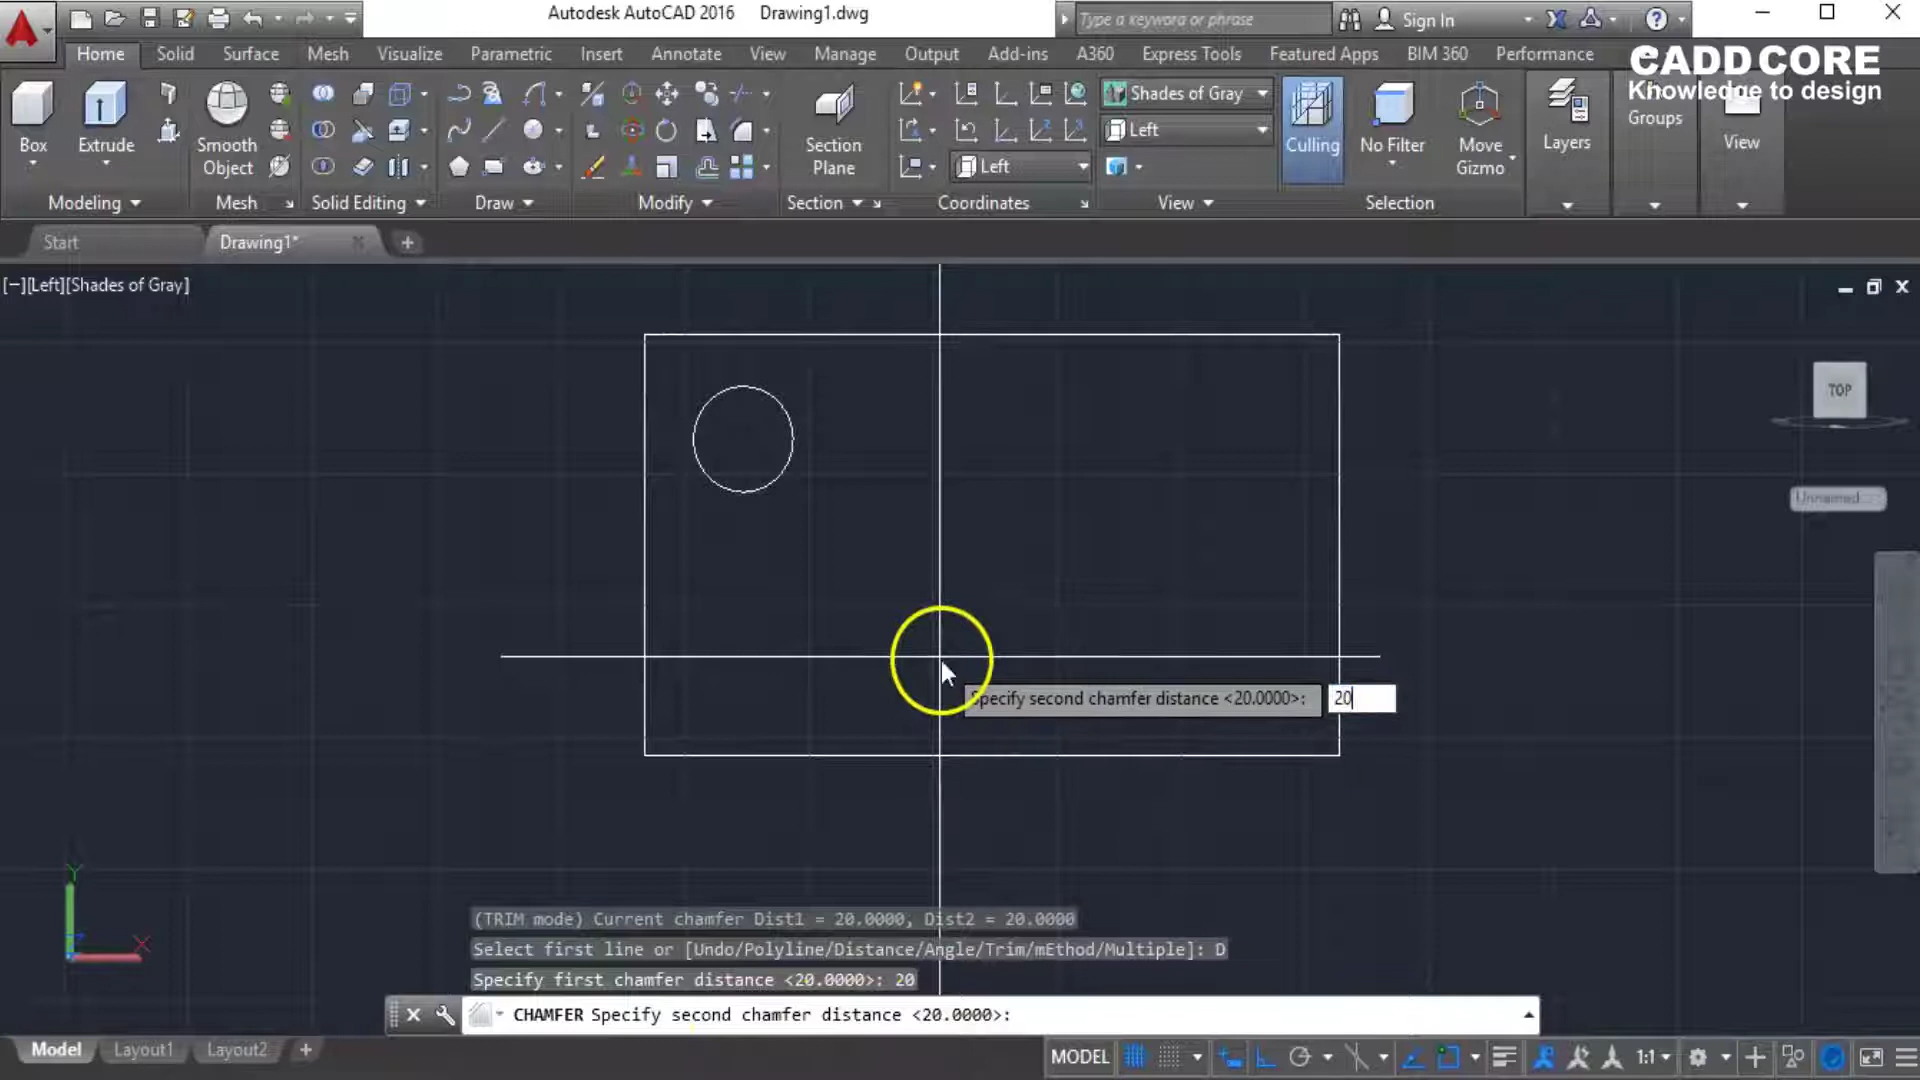 Autodesk AutoCAD 2016 Drawing1.dwg
Type a keyword or phrase
Sign In
Home Solid Surface Mesh Visualize Parametric Insert Annotate View Manage Output Add-ins A360 Express Tools Featured Apps BIM 360 Performance
CADD CORE
Knowledge to design
Shades of Gray
Left
Left
Box
Extrude
Smooth
Object
Section
Plane
Culling
No Filter
Move
Gizmo
Layers
Groups
View
Modeling Mesh Solid Editing Draw Modify Section Coordinates View Selection
Start Drawing1* +
[−][Left][Shades of Gray]
TOP
Unnamed
Specify second chamfer distance <20.0000>: 20
Y
X
(TRIM mode) Current chamfer Dist1 = 20.0000, Dist2 = 20.0000
Select first line or [Undo/Polyline/Distance/Angle/Trim/mEthod/Multiple]: D
Specify first chamfer distance <20.0000>: 20
CHAMFER Specify second chamfer distance <20.0000>:
Model Layout1 Layout2 +
MODEL 1:1